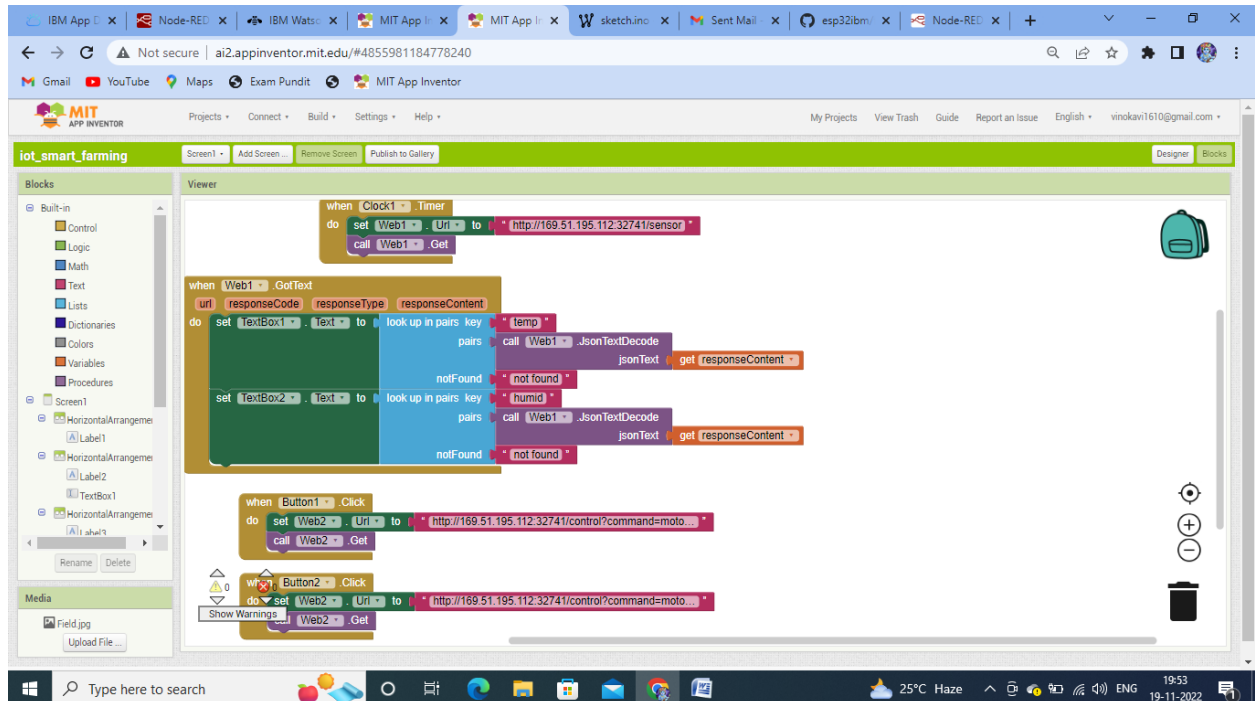 IBM App D
Node-RED
IBM Watso
MIT App In
MIT App In
sketch.ino
Sent Mail -
esp32ibm/
Node-RED
Not secure | ai2.appinventor.mit.edu/#4855981184778240
Gmail YouTube Maps Exam Pundit MIT App Inventor
MIT
APP INVENTOR
Projects Connect Build Settings Help My Projects View Trash Guide Report an Issue English vinokavi1610@gmail.com
iot_smart_farming Screen1 Add Screen ... Remove Screen Publish to Gallery Designer Blocks
Blocks
Built-in
Control
Logic
Math
Text
Lists
Dictionaries
Colors
Variables
Procedures
Screen1
HorizontalArrangemer
Label1
HorizontalArrangemer
Label2
TextBox1
HorizontalArrangemer
Label3
Rename Delete
Media
Field.jpg
Upload File ...
Viewer
when Clock1 .Timer
do set Web1 . Url to " http://169.51.195.112:32741/sensor "
call Web1 .Get
when Web1 .GotText
url responseCode responseType responseContent
do set TextBox1 . Text to look up in pairs key " temp "
pairs call Web1 .JsonTextDecode
jsonText get responseContent
notFound " not found "
set TextBox2 . Text to look up in pairs key " humid "
pairs call Web1 .JsonTextDecode
jsonText get responseContent
notFound " not found "
when Button1 .Click
do set Web2 . Url to " http://169.51.195.112:32741/control?command=moto... "
call Web2 .Get
when Button2 .Click
do set Web2 . Url to " http://169.51.195.112:32741/control?command=moto... "
call Web2 .Get
0
Show Warnings
Type here to search
25°C Haze
ENG
19:53
19-11-2022
1